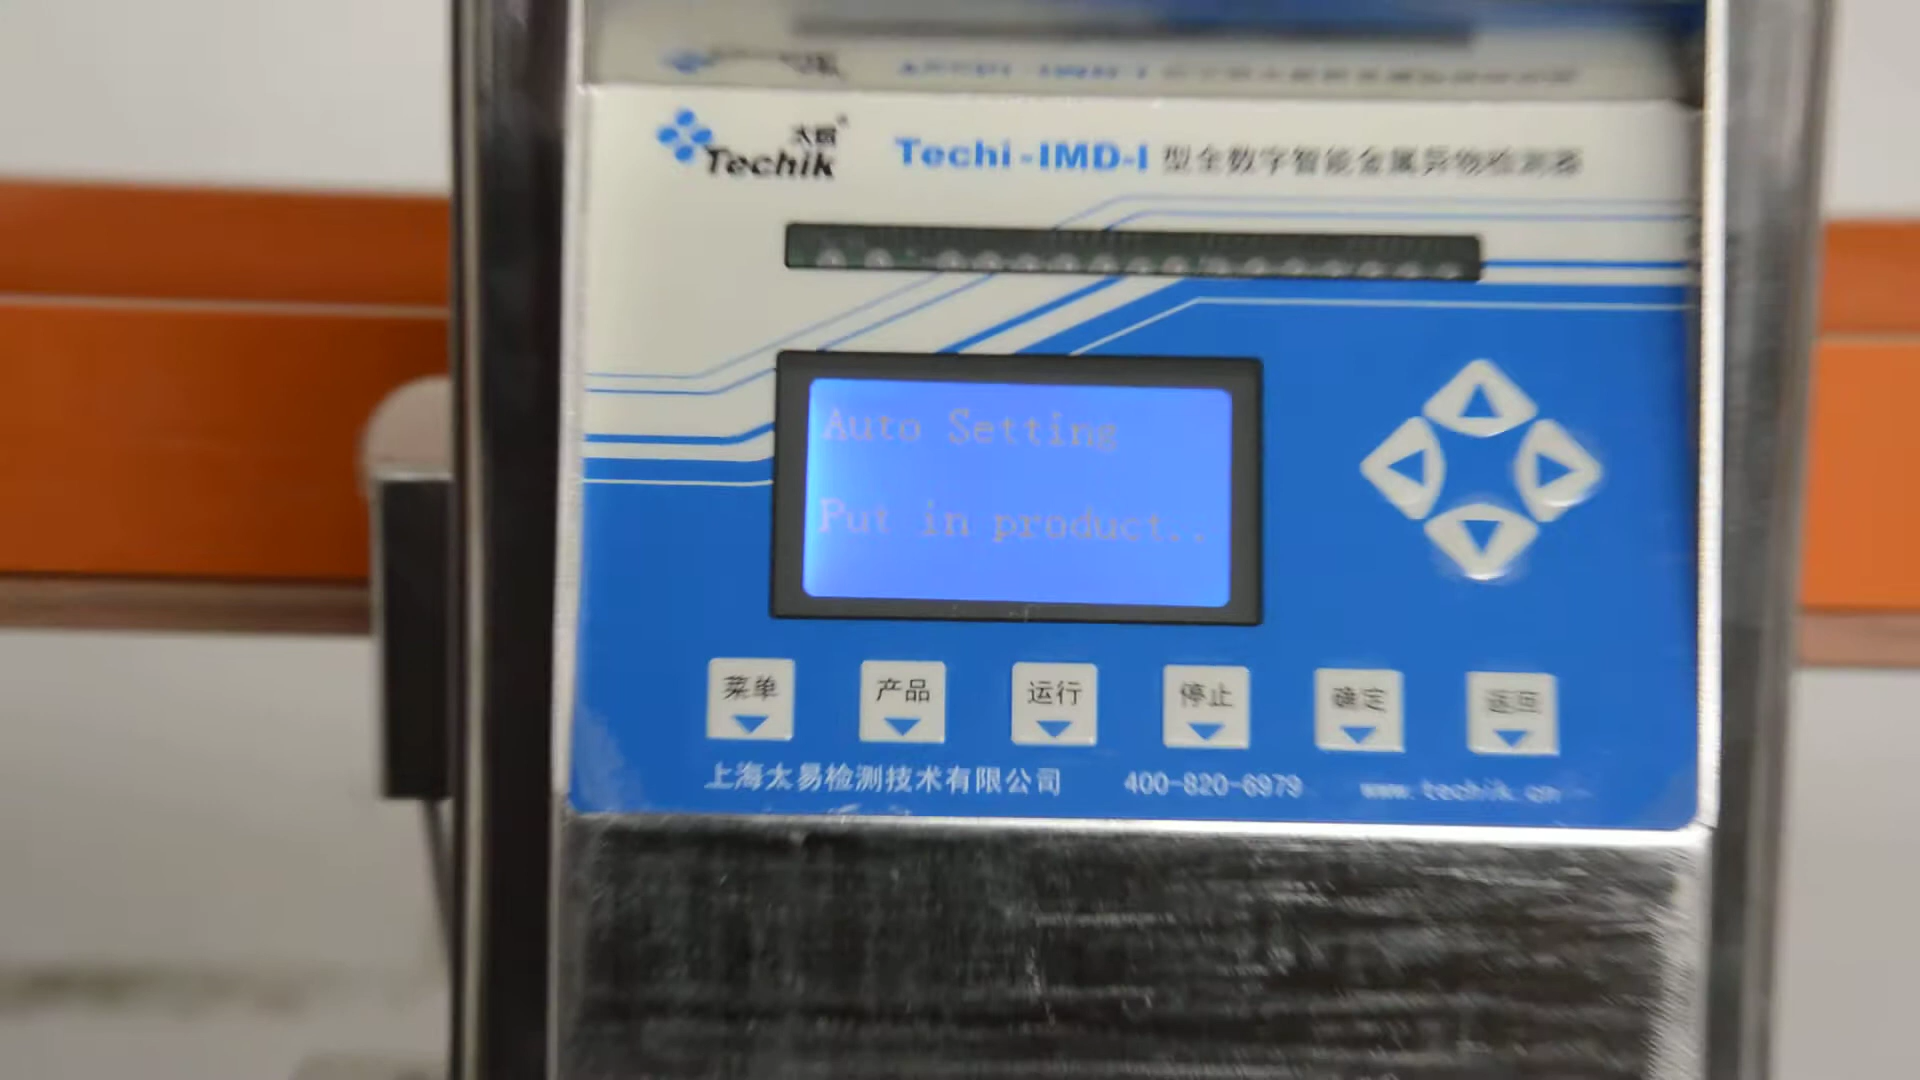 太易
Techik
Techi-IMD-I 型全数字智能金属异物检测器
Auto Setting
Put in product..
菜单 产品 运行 停止 确定 返回
上海太易检测技术有限公司 400-820-6979 www.techik.cn